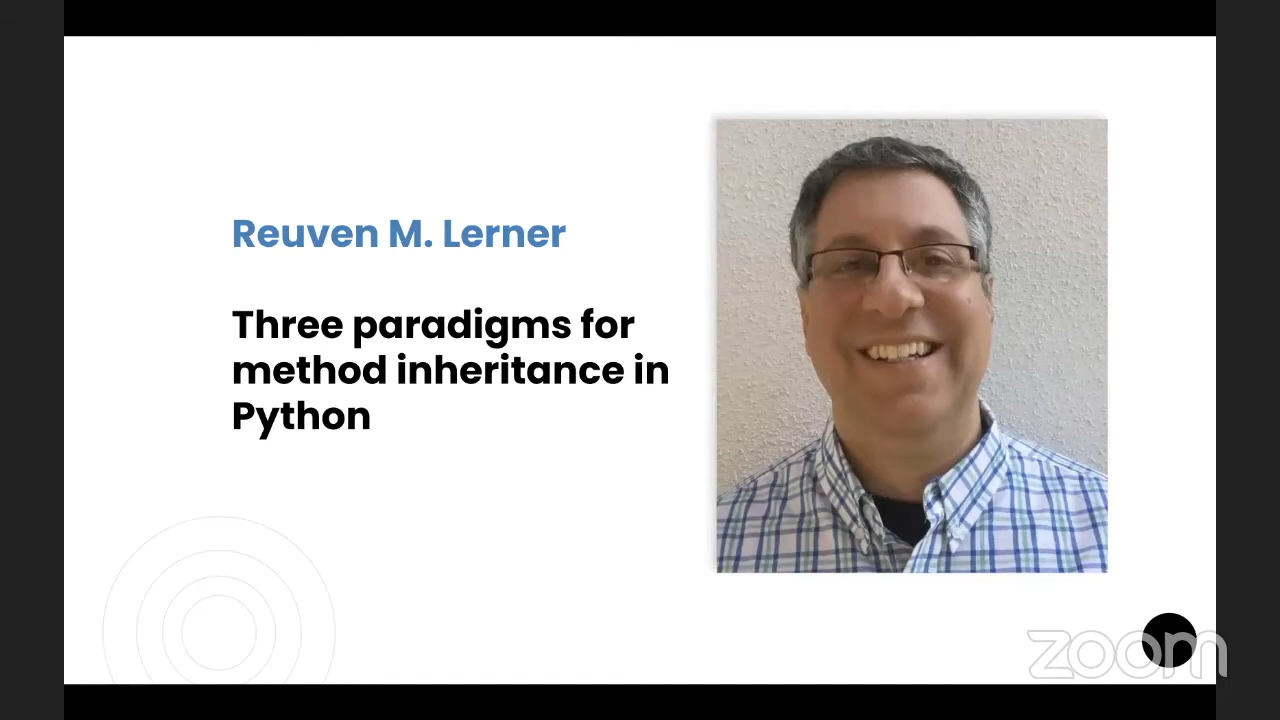 Reuven M. Lerner
Three paradigms for
method inheritance in
Python
zoom